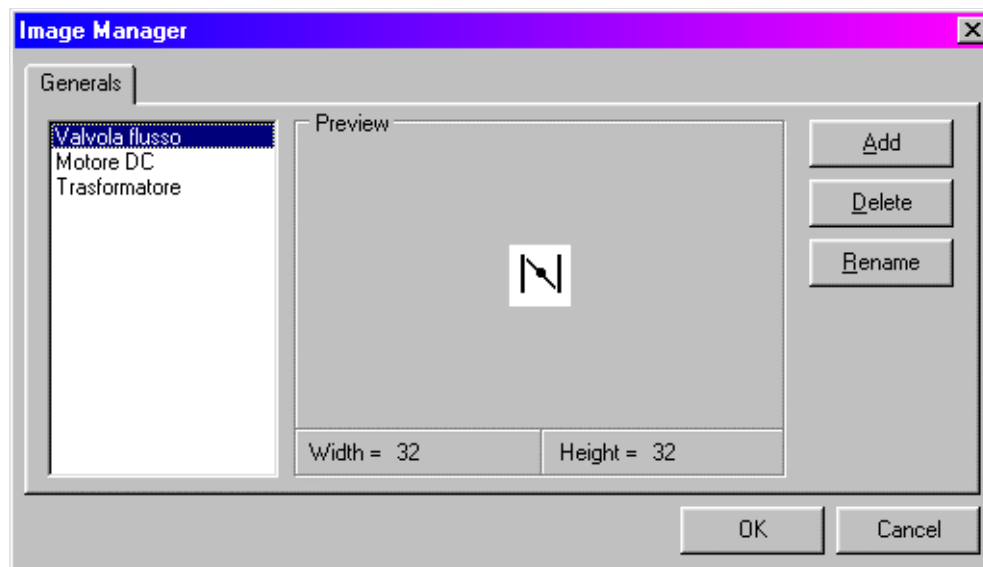 Image Manager
Generals
Valvola flusso
Motore DC
Trasformatore
Preview
Width = 32
Height = 32
Add
Delete
Rename
OK
Cancel